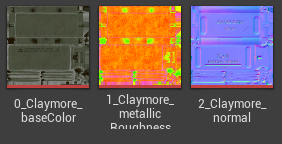 0_Claymore_
baseColor
1_Claymore_
metallic
Roughness
2_Claymore_
normal